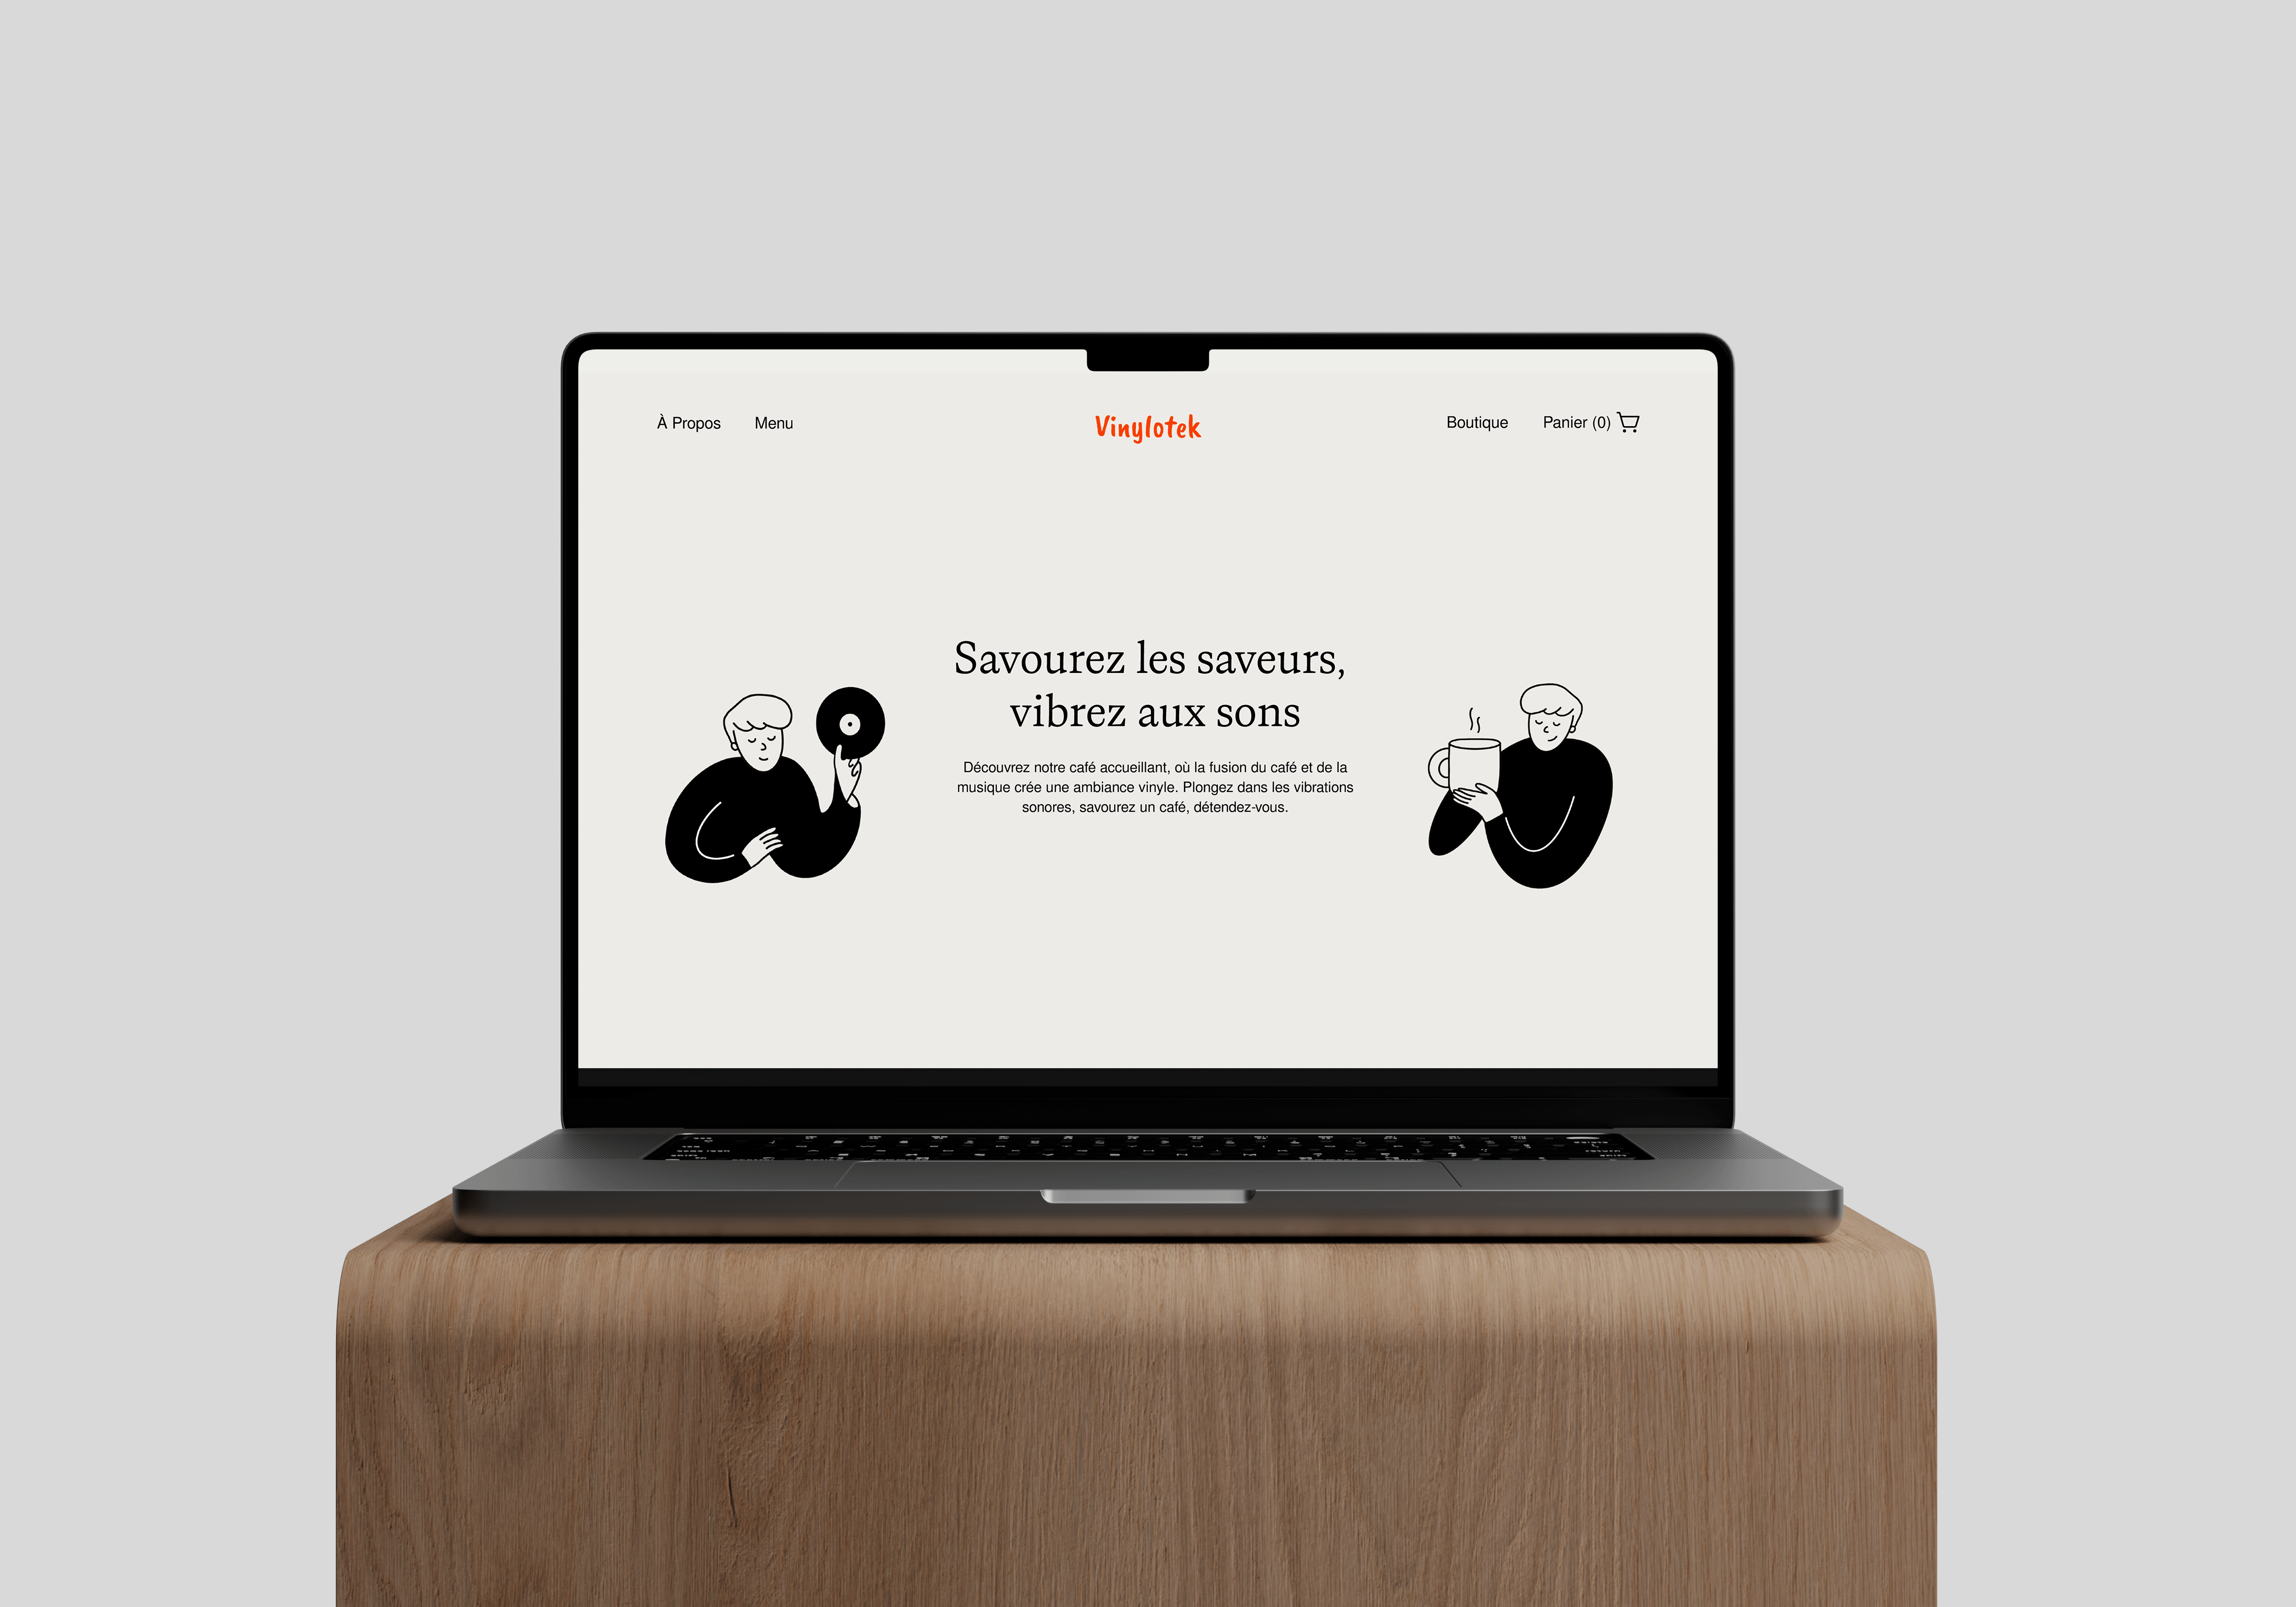 À Propos Menu Vinylotek Boutique Panier (0)
Savourez les saveurs,
vibrez aux sons
Découvrez notre café accueillant, où la fusion du café et de la
musique crée une ambiance vinyle. Plongez dans les vibrations
sonores, savourez un café, détendez-vous.